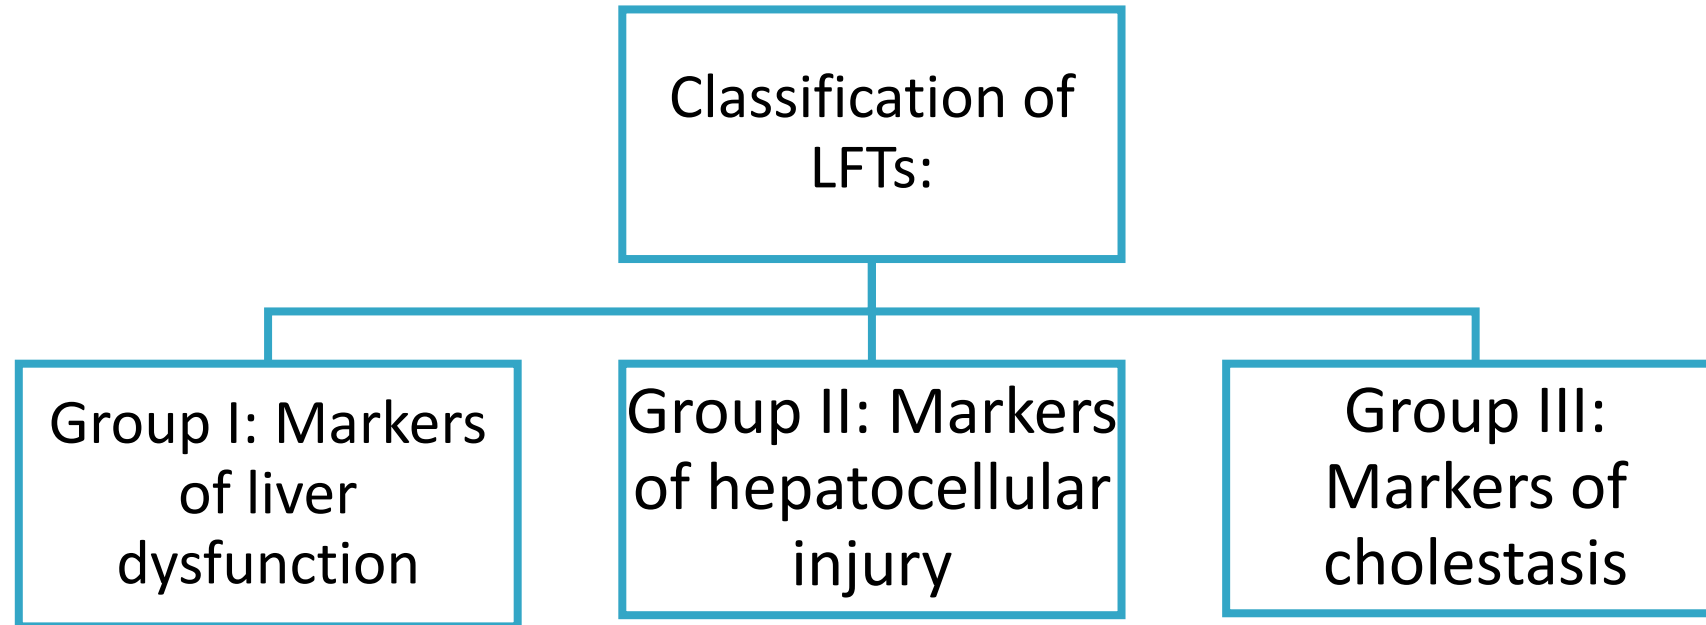 Classification of
LFTs:
Group I: Markers
of liver
dysfunction
Group II: Markers
of hepatocellular
injury
Group III:
Markers of
cholestasis